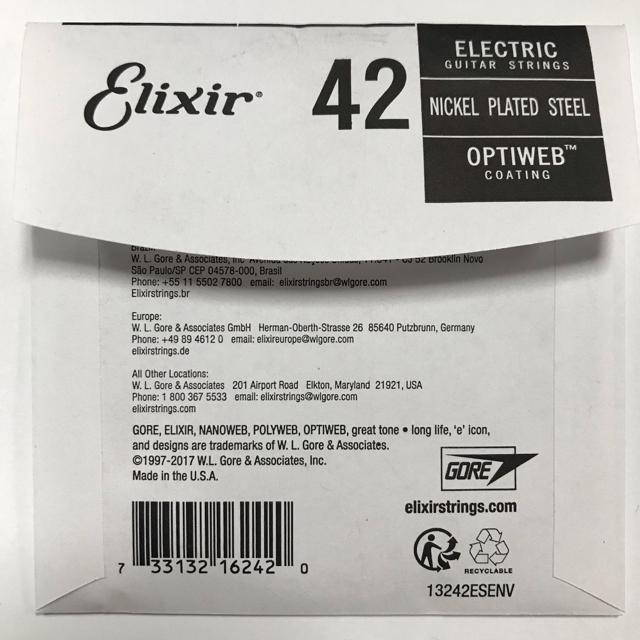 Elixir®
42
ELECTRIC
GUITAR STRINGS
NICKEL PLATED STEEL
OPTIWEB™
COATING
W. L. Gore & Associates, Inc
Brooklin Novo
São Paulo/SP CEP 04578-000, Brasil
Phone: +55 11 5502 7800 email: elixirstringsbr@wlgore.com
Elixirstrings.br
Europe:
W. L. Gore & Associates GmbH Herman-Oberth-Strasse 26 85640 Putzbrunn, Germany
Phone: +49 89 4612 0 email: elixireurope@wlgore.com
elixirstrings.de
All Other Locations:
W. L. Gore & Associates 201 Airport Road Elkton, Maryland 21921, USA
Phone: 1 800 367 5533 email: elixirstrings@wlgore.com
elixirstrings.com
GORE, ELIXIR, NANOWEB, POLYWEB, OPTIWEB, great tone • long life, 'e' icon,
and designs are trademarks of W. L. Gore & Associates.
©1997-2017 W.L. Gore & Associates, Inc.
Made in the U.S.A.
GORE
elixirstrings.com
7 33132 16242 0
RECYCLABLE
13242ESENV